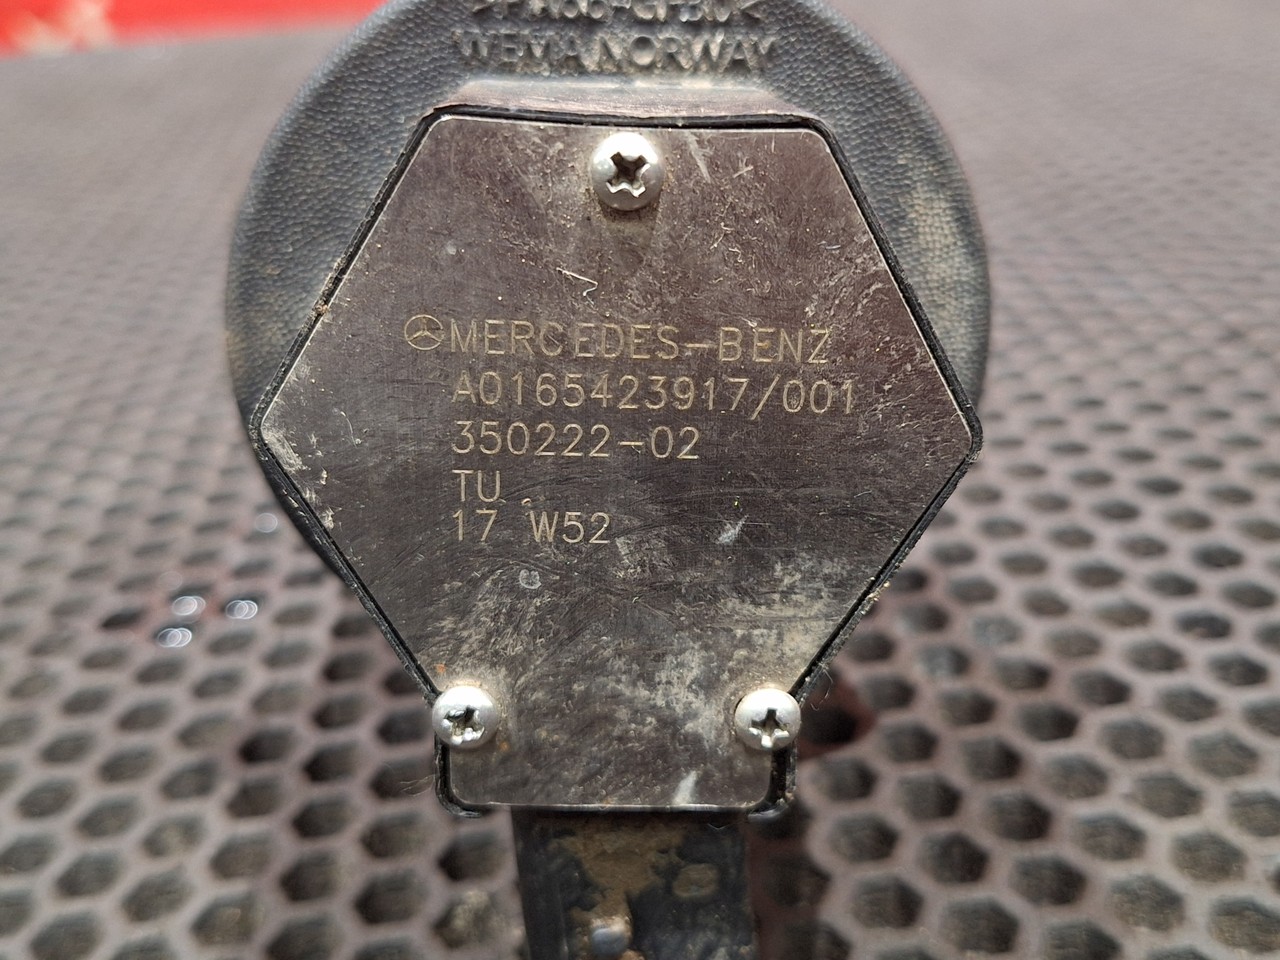 WEMA NORWAY
MERCEDES-BENZ
A0165423917/001
350222-02
TU
17 W52